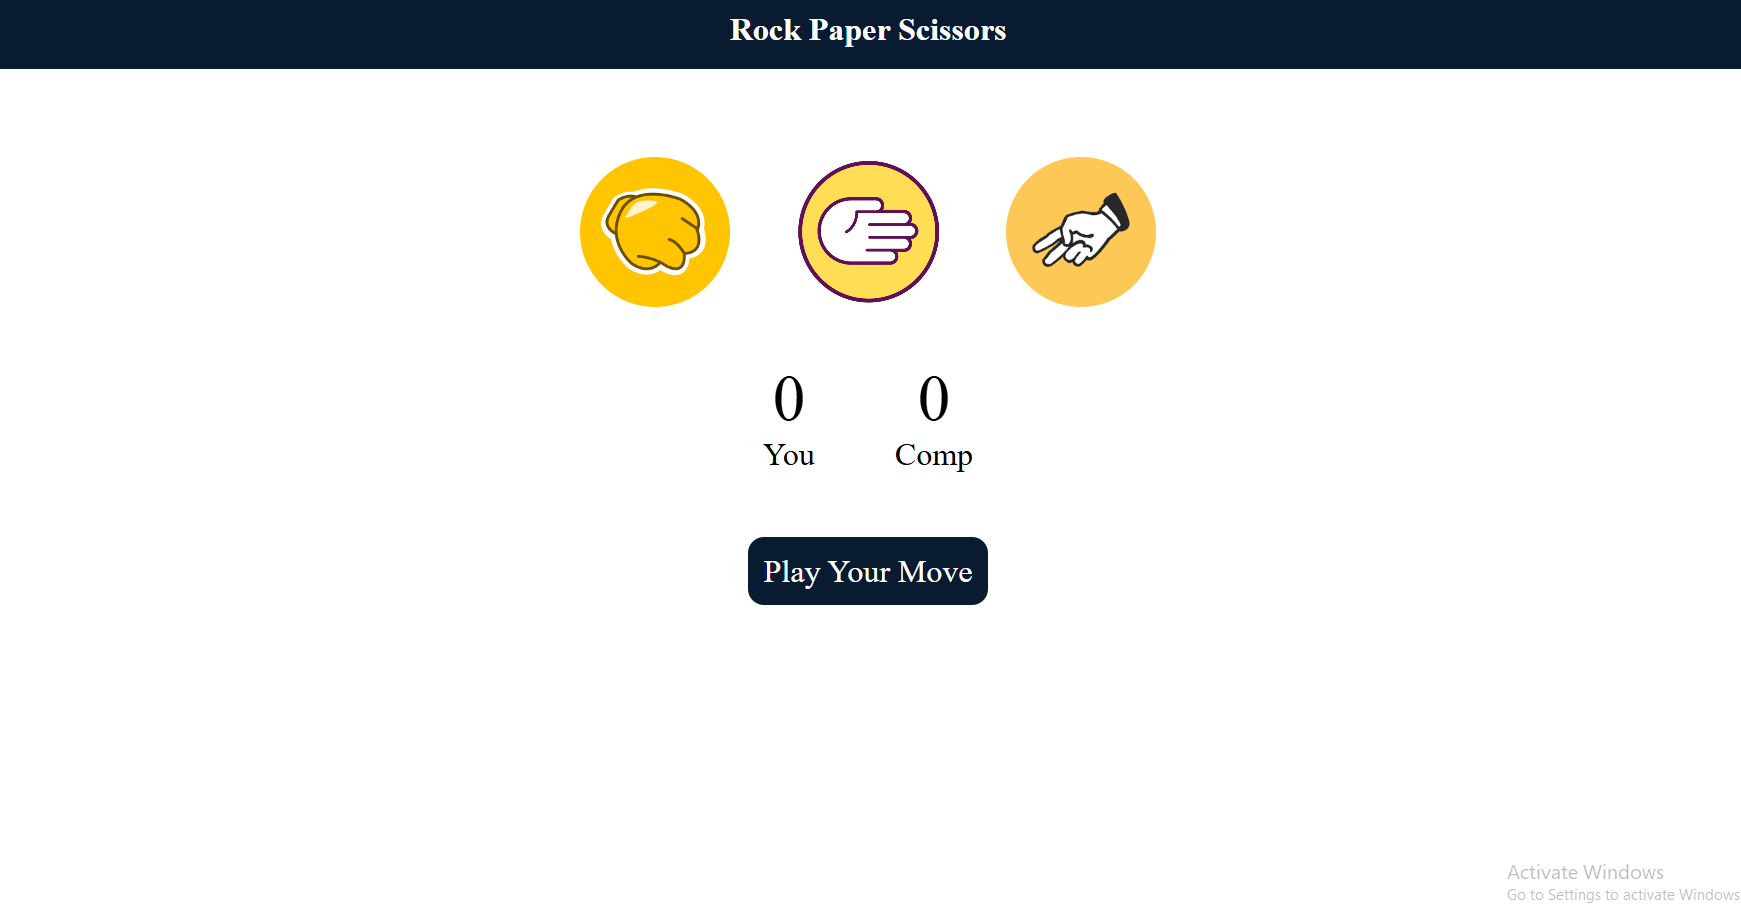 Rock Paper Scissors
0 0
You Comp
Play Your Move
Activate Windows
Go to Settings to activate Windows